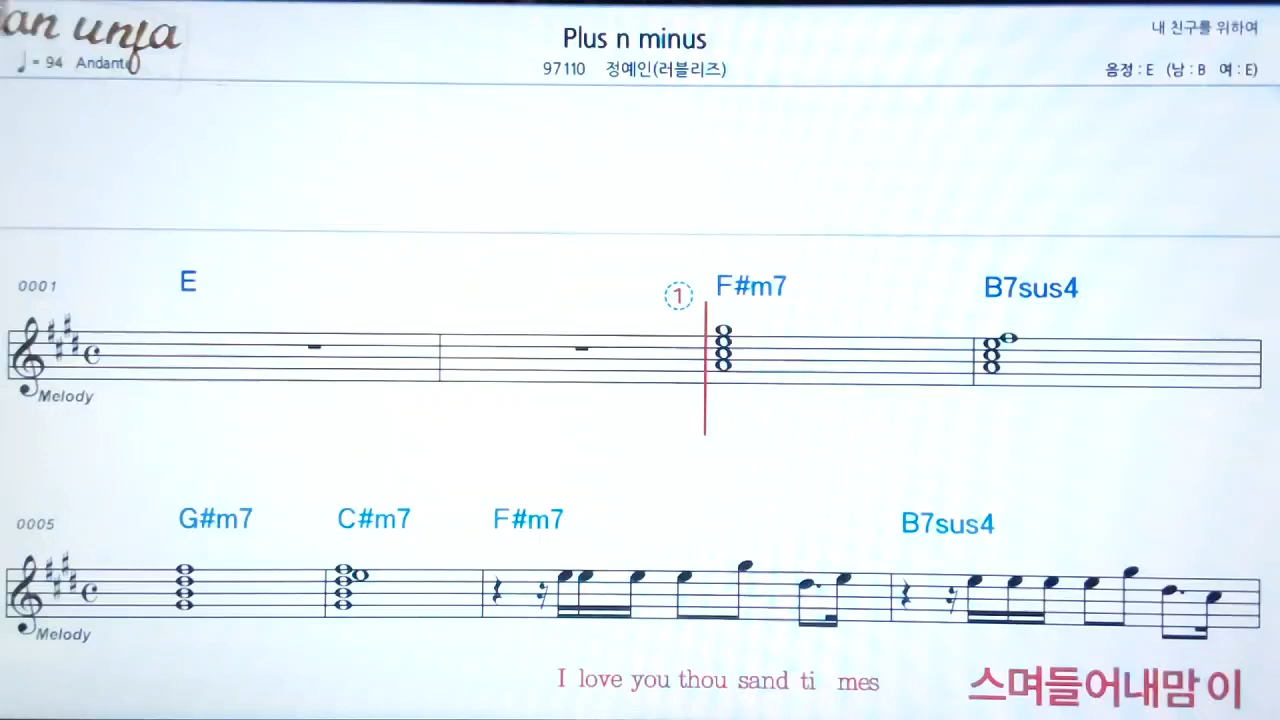 Plus n minus
내 친구를 위하여
♩= 94 Andante
97110 정예인(러블리즈)
음정 : E (남 : B 여 : E)
0001 E ① F#m7 B7sus4
Melody
0005 G#m7 C#m7 F#m7 B7sus4
Melody
I love you thou sand ti mes 스며들어내맘 이